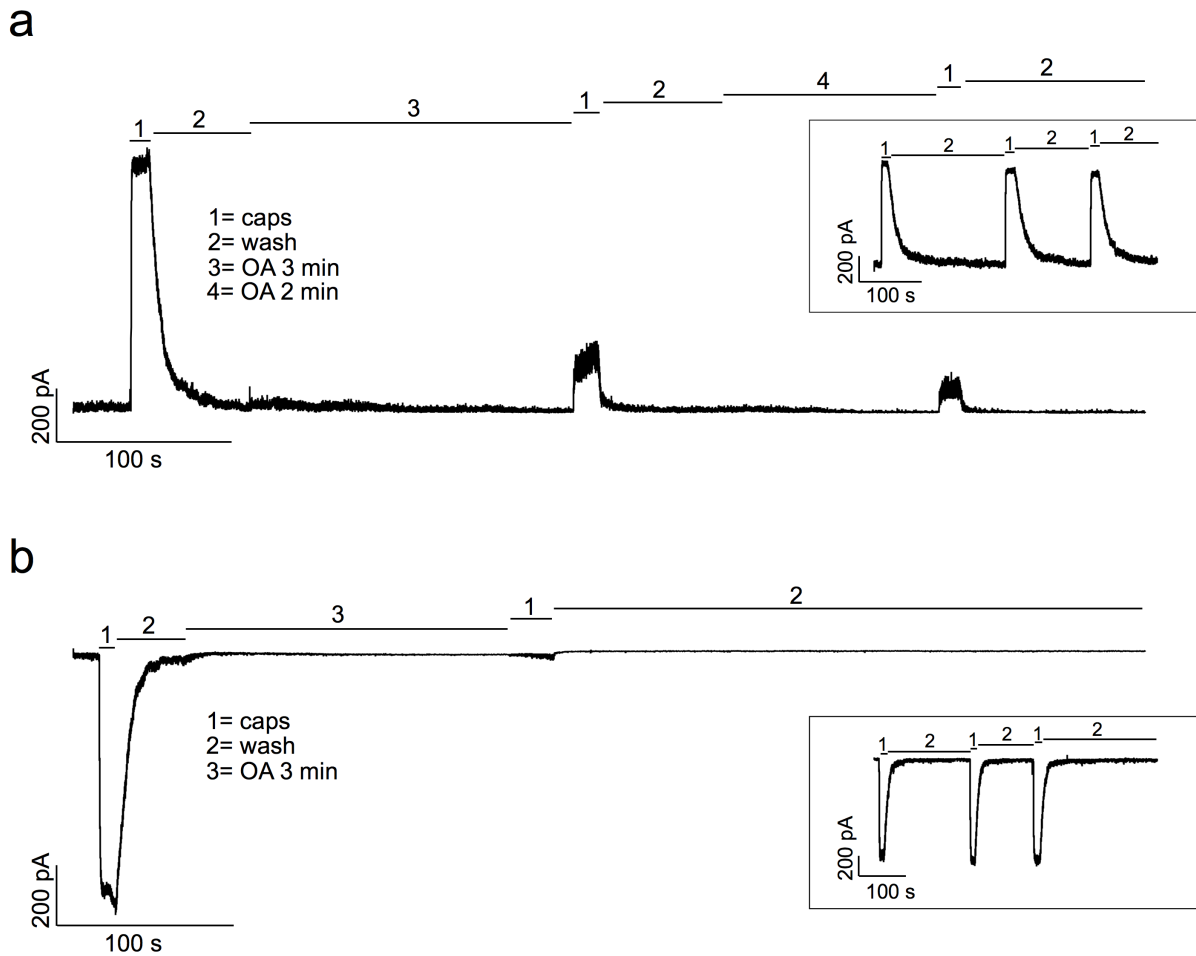 a
1 2 3 1 2 4 1 2
1= caps
2= wash
3= OA 3 min
4= OA 2 min
200 pA
100 s
1 2 1 2 1 2
200 pA
100 s
b
1 2 3 1 2
1= caps
2= wash
3= OA 3 min
200 pA
100 s
1 2 1 2 1 2
200 pA
100 s